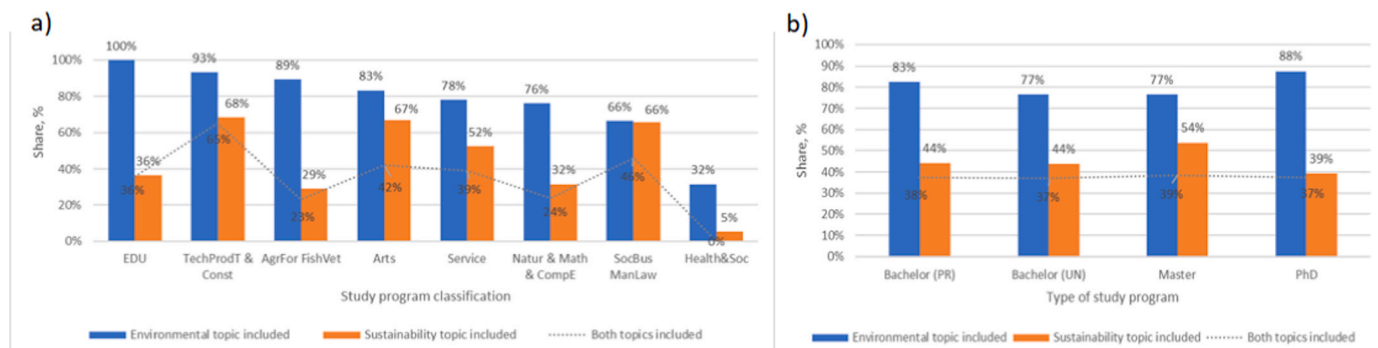 a)
100%
93%
89%
83%
78%
76%
66%
66%
68%
67%
52%
36%
29%
32%
32%
5%
36%
65%
23%
42%
39%
24%
46%
0%
100%
80%
60%
40%
20%
0%
Share, %
EDU
TechProdT &
Const
AgrFor FishVet
Arts
Service
Natur & Math
& CompE
SocBus
ManLaw
Health&Soc
Study program classification
Environmental topic included
Sustainability topic included
Both topics included
b)
100%
90%
80%
70%
60%
50%
40%
30%
20%
10%
0%
Share, %
83%
77%
77%
88%
44%
44%
54%
39%
38%
37%
39%
37%
Bachelor (PR)
Bachelor (UN)
Master
PhD
Type of study program
Environmental topic included
Sustainability topic included
Both topics included